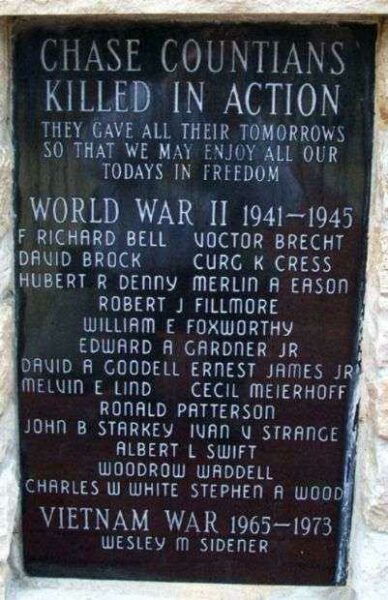 CHASE COUNTIANS
KILLED IN ACTION
THEY GAVE ALL THEIR TOMORROWS
SO THAT WE MAY ENJOY ALL OUR
TODAYS IN FREEDOM
WORLD WAR II 1941-1945
F RICHARD BELL VOCTOR BRECHT
DAVID BROCK CURG K CRESS
HUBERT R DENNY MERLIN A EASON
ROBERT J FILLMORE
WILLIAM E FOXWORTHY
EDWARD A GARDNER JR
DAVID A GOODELL ERNEST JAMES JR
MELVIN E LIND CECIL MEIERHOFF
RONALD PATTERSON
JOHN B STARKEY IVAN V STRANGE
ALBERT L SWIFT
WOODROW WADDELL
CHARLES W WHITE STEPHEN A WOOD
VIETNAM WAR 1965-1973
WESLEY M SIDENER